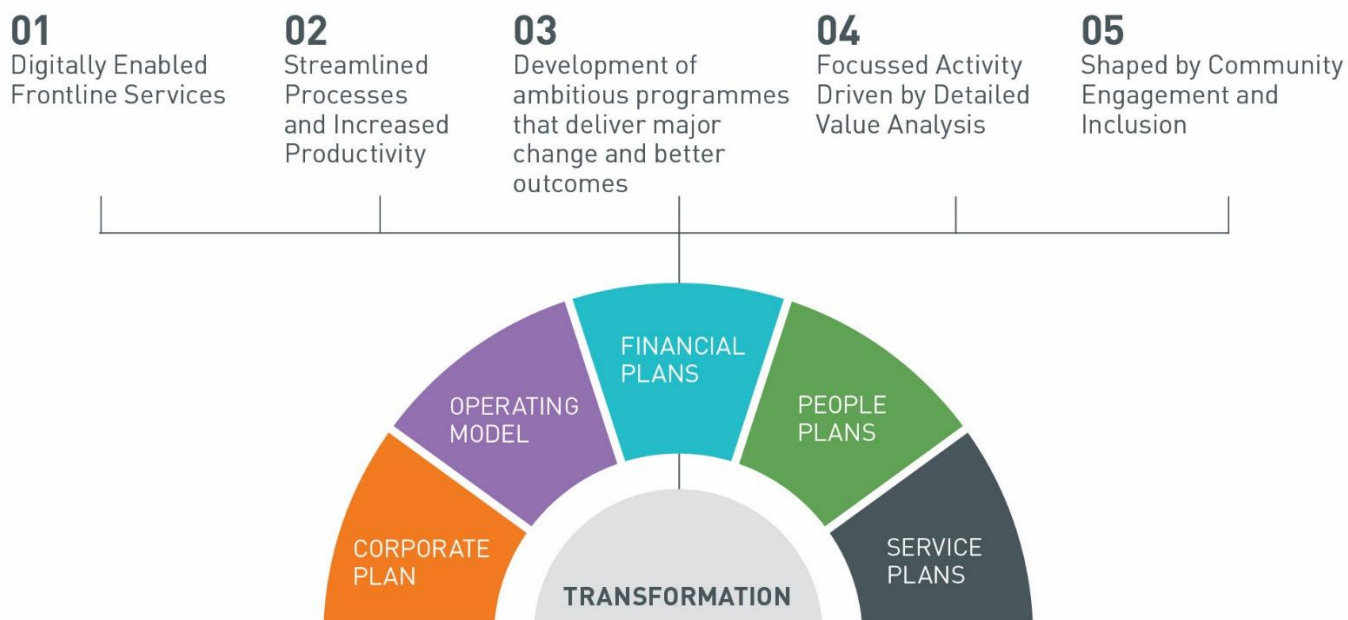 01
Digitally Enabled
Frontline Services
02
Streamlined
Processes
and Increased
Productivity
03
Development of
ambitious programmes
that deliver major
change and better
outcomes
04
Focussed Activity
Driven by Detailed
Value Analysis
05
Shaped by Community
Engagement and
Inclusion
FINANCIAL
PLANS
OPERATING
MODEL
PEOPLE
PLANS
CORPORATE
PLAN
SERVICE
PLANS
TRANSFORMATION